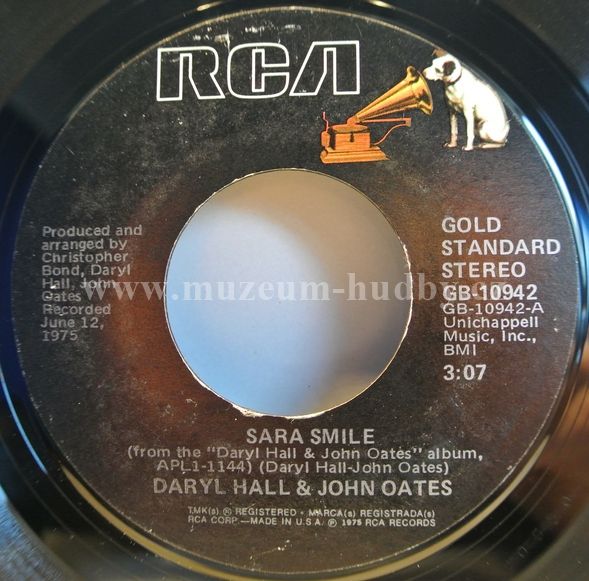 RCA
Produced and
arranged by
Christopher
Bond, Daryl
Hall, John
Oates
Recorded
June 12,
1975
GOLD
STANDARD
STEREO
GB-10942
GB-10942-A
Unichappell
Music, Inc.,
BMI
3:07
www.muzeum-hudby.
SARA SMILE
(from the "Daryl Hall & John Oates" album,
APL1-1144) (Daryl Hall-John Oates)
DARYL HALL & JOHN OATES
TMK(s) ® REGISTERED • MARCA(s) REGISTRADA(s)
RCA CORP.—MADE IN U.S.A. ℗ 1975 RCA RECORDS